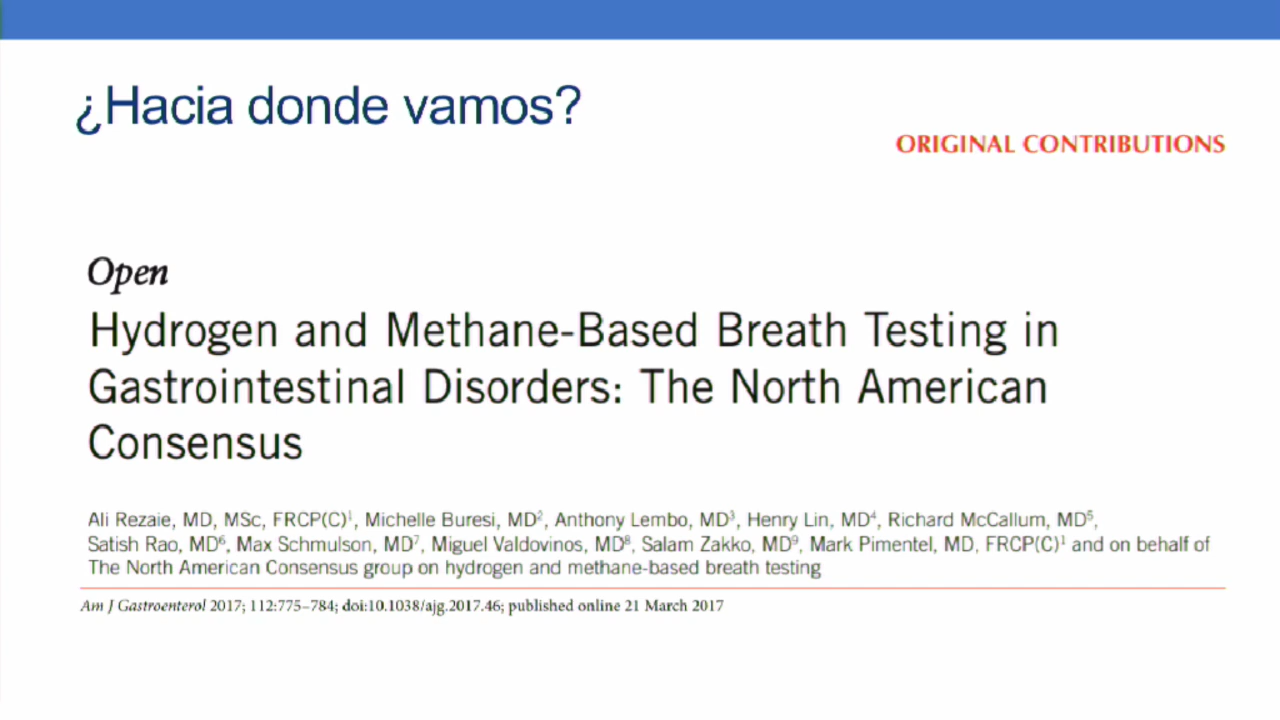 ¿Hacia donde vamos?
ORIGINAL CONTRIBUTIONS
Open
Hydrogen and Methane-Based Breath Testing in
Gastrointestinal Disorders: The North American
Consensus
Ali Rezaie, MD, MSc, FRCP(C)¹, Michelle Buresi, MD², Anthony Lembo, MD³, Henry Lin, MD⁴, Richard McCallum, MD⁵,
Satish Rao, MD⁶, Max Schmulson, MD⁷, Miguel Valdovinos, MD⁸, Salam Zakko, MD⁹, Mark Pimentel, MD, FRCP(C)¹ and on behalf of
The North American Consensus group on hydrogen and methane-based breath testing
Am J Gastroenterol 2017; 112:775–784; doi:10.1038/ajg.2017.46; published online 21 March 2017